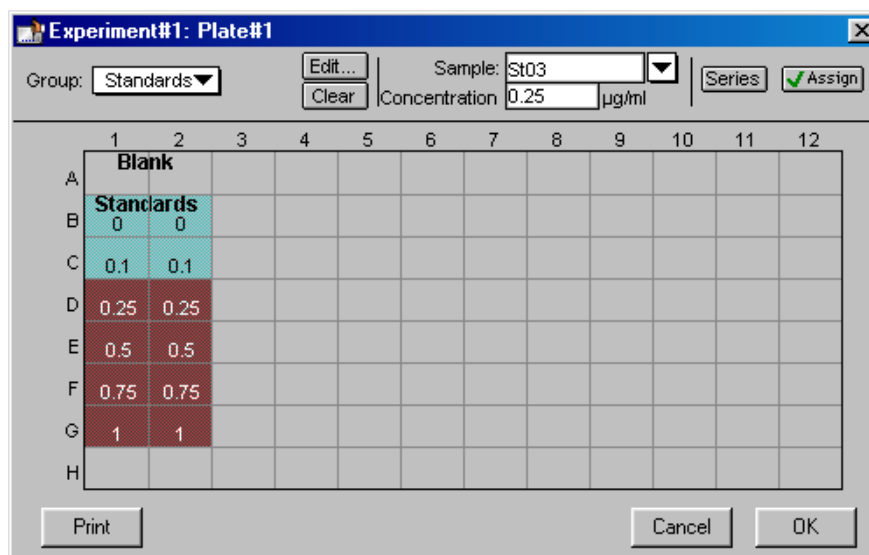 Experiment#1: Plate#1
Group: Standards Edit... Sample: St03 Series Assign
Clear Concentration 0.25 µg/ml
1 2 3 4 5 6 7 8 9 10 11 12
Blank
A
Standards
B 0 0
C 0.1 0.1
D 0.25 0.25
E 0.5 0.5
F 0.75 0.75
G 1 1
H
Print Cancel OK